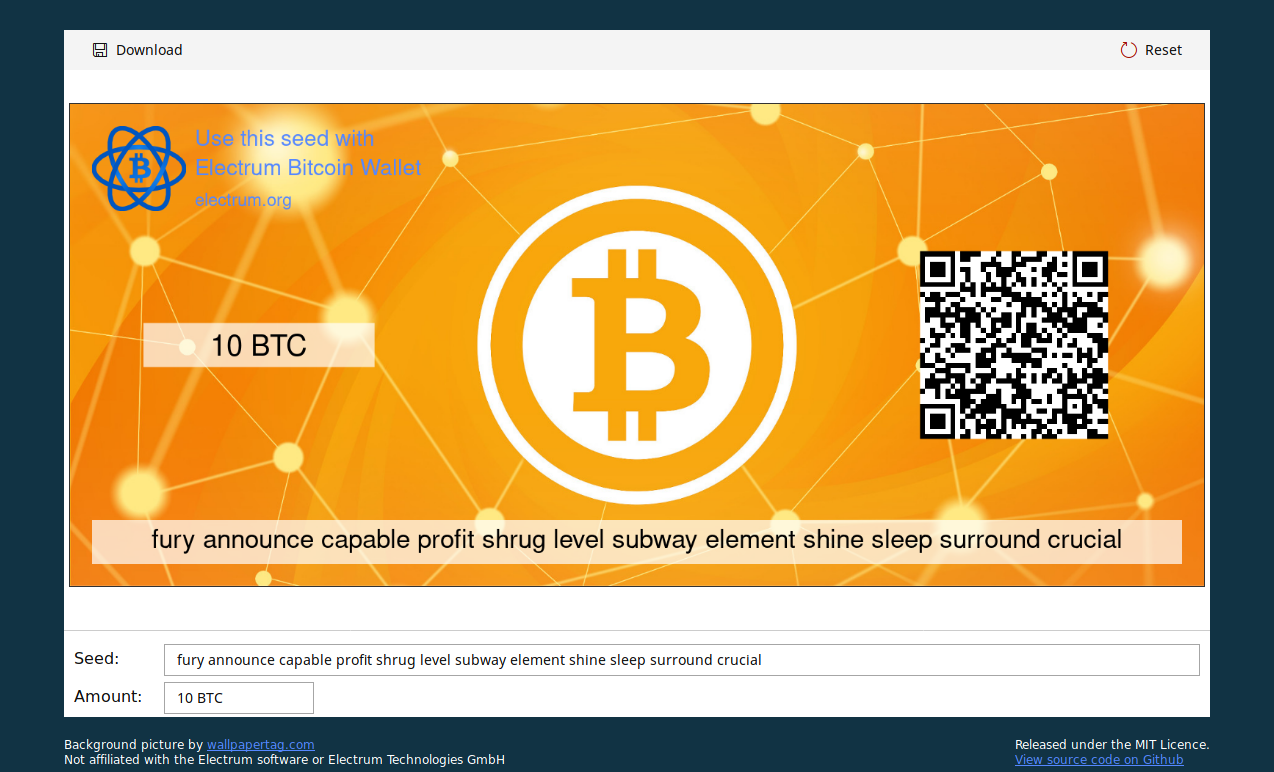 Download
Reset
Use this seed with
Electrum Bitcoin Wallet
electrum.org
10 BTC
fury announce capable profit shrug level subway element shine sleep surround crucial
Seed:
fury announce capable profit shrug level subway element shine sleep surround crucial
Amount:
10 BTC
Background picture by wallpapertag.com
Not affiliated with the Electrum software or Electrum Technologies GmbH
Released under the MIT Licence.
View source code on Github